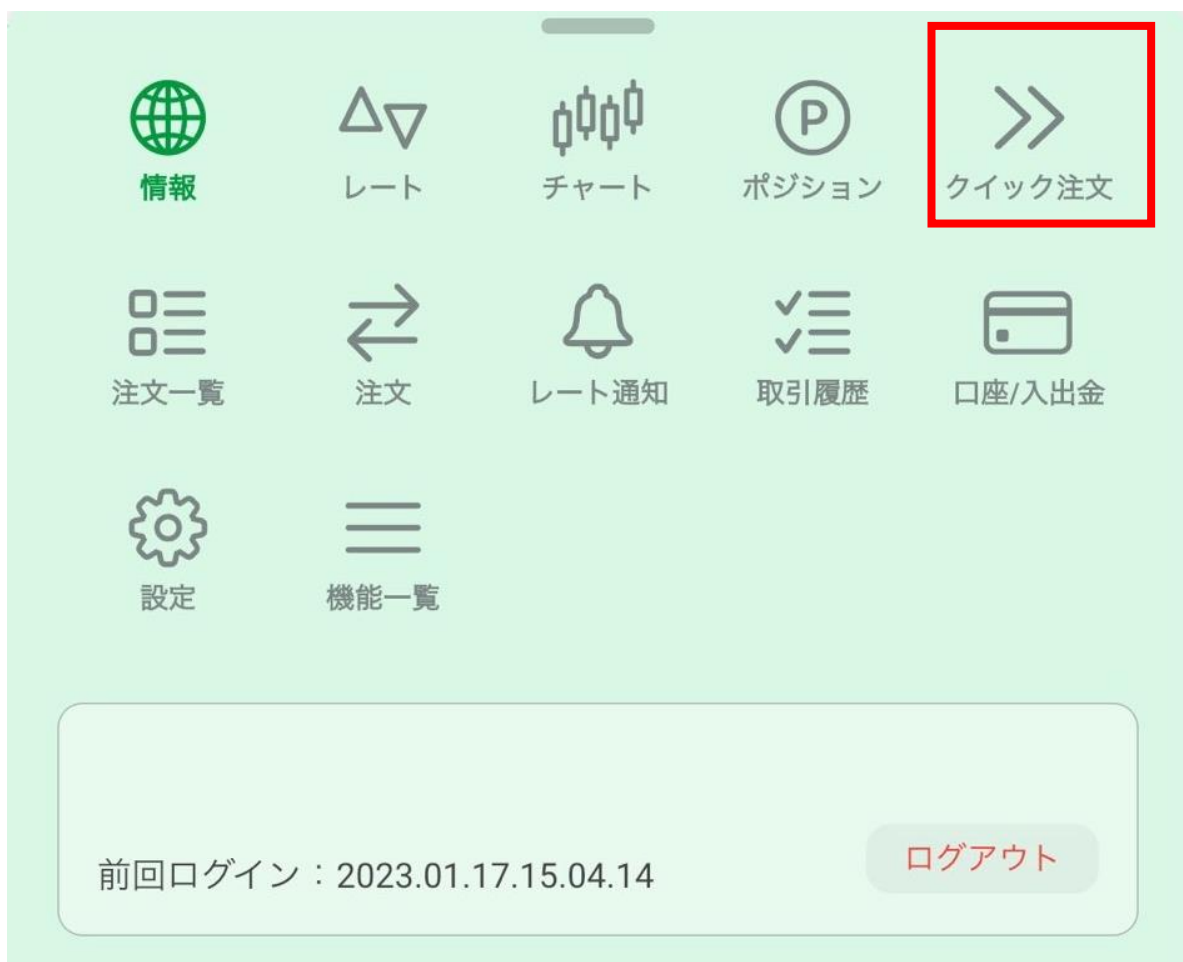 情報 レート チャート ポジション クイック注文
注文一覧 注文 レート通知 取引履歴 口座/入出金
設定 機能一覧
前回ログイン：2023.01.17.15.04.14 ログアウト